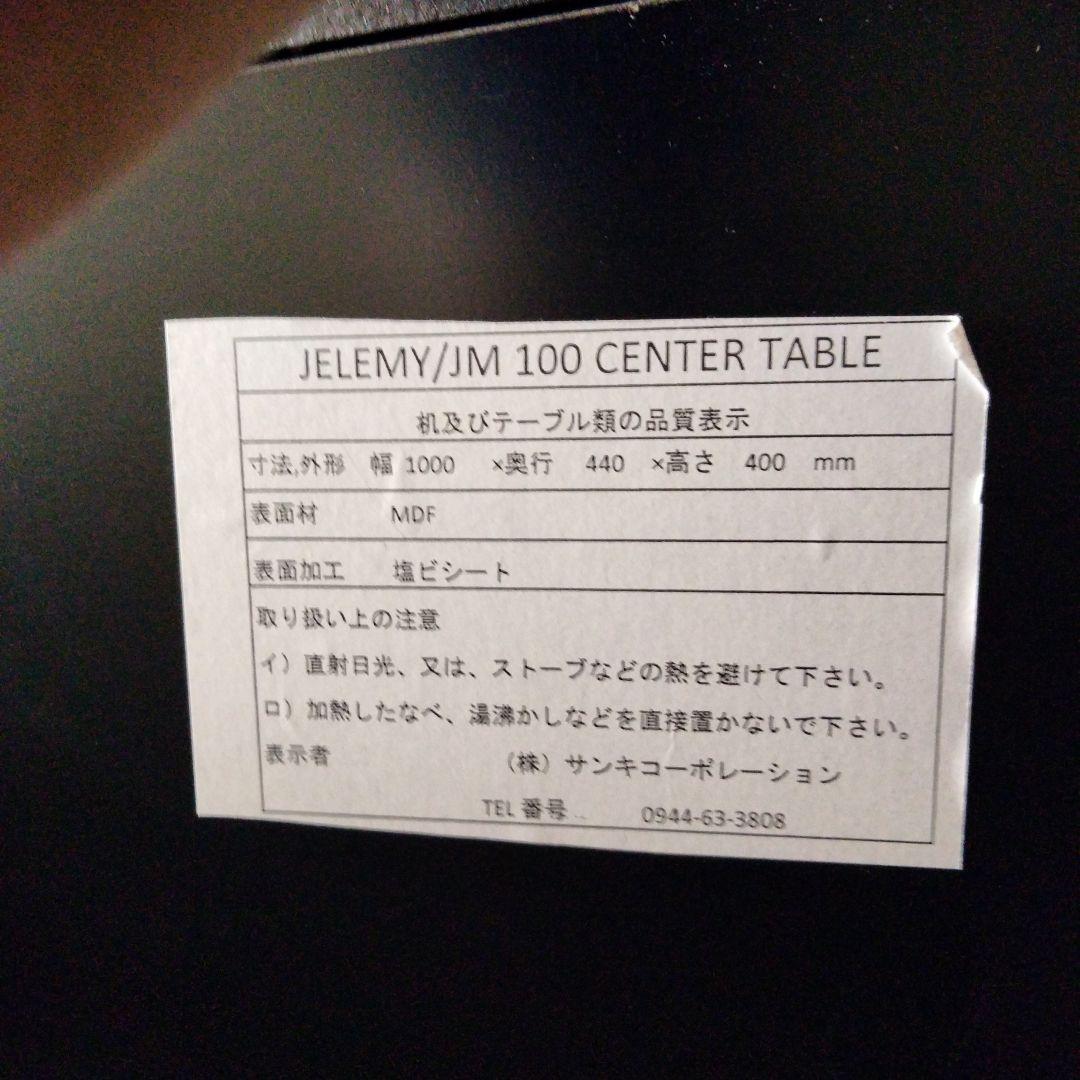 JELEMY/JM 100 CENTER TABLE
机及びテーブル類の品質表示
寸法,外形 幅 1000 ×奥行 440 ×高さ 400 mm
表面材 MDF
表面加工 塩ビシート
取り扱い上の注意
イ）直射日光、又は、ストーブなどの熱を避けて下さい。
ロ）加熱したなべ、湯沸かしなどを直接置かないで下さい。
表示者 （株）サンキコーポレーション
TEL 番号.. 0944-63-3808